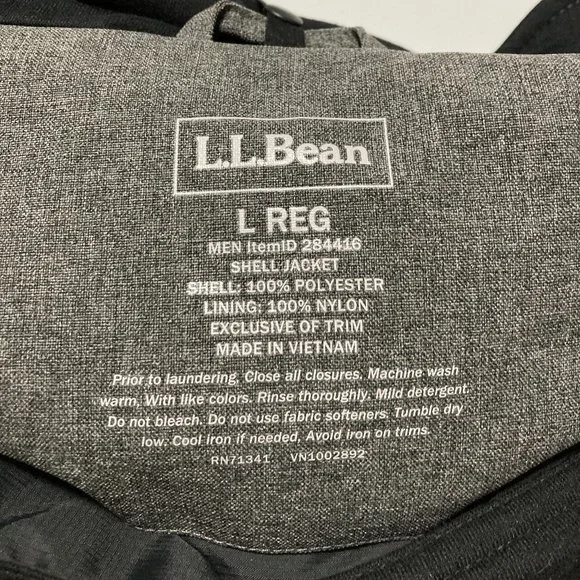 L.L.Bean
L REG
MEN ItemID 284416
SHELL JACKET
SHELL: 100% POLYESTER
LINING: 100% NYLON
EXCLUSIVE OF TRIM
MADE IN VIETNAM
Prior to laundering, Close all closures. Machine wash
warm, With like colors. Rinse thoroughly. Mild detergent.
Do not bleach. Do not use fabric softeners. Tumble dry
low. Cool iron if needed, Avoid iron on trims.
RN71341 VN1002892